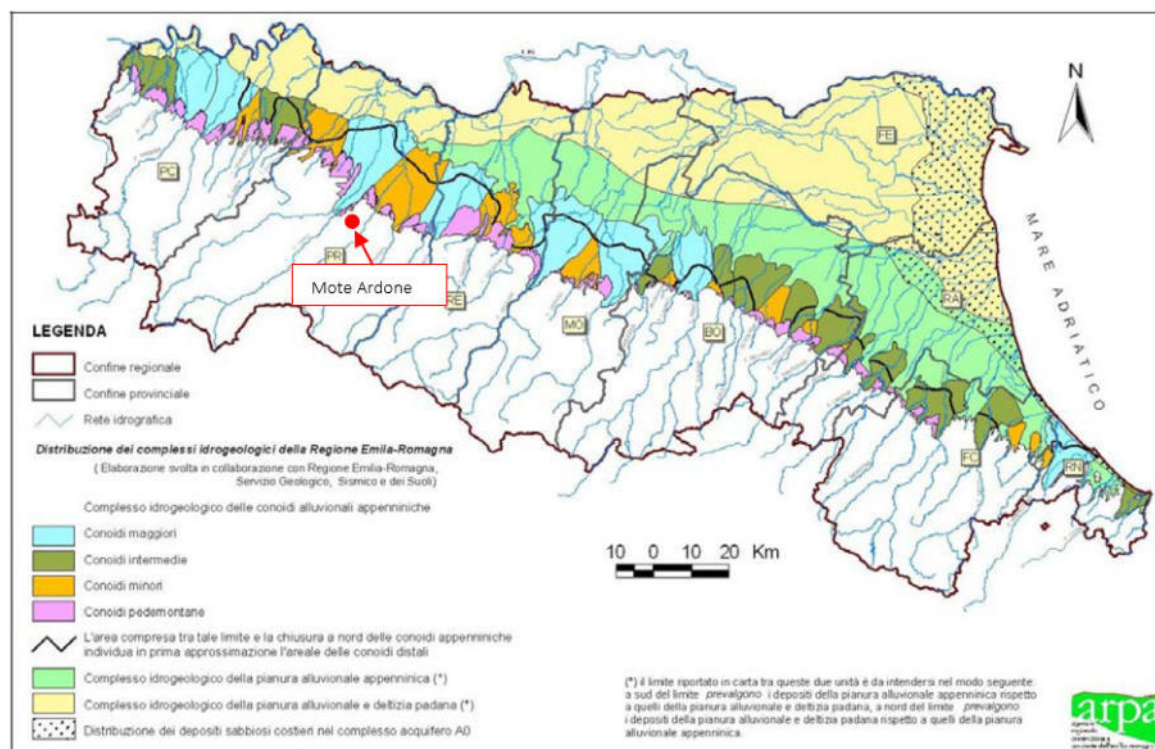 N
FE
PC
MARE ADRIATICO
PR
RA
Mote Ardone
RE
MO
BO
FC
RN
LEGENDA
Confine regionale
Confine provinciale
Rete idrografica
Distribuzione dei complessi idrogeologici della Regione Emilia-Romagna
( Elaborazione svolta in collaborazione con Regione Emilia-Romagna,
Servizio Geologico, Sismico e dei Suoli)
Complesso idrogeologico delle conoidi alluvionali appenniniche
Conoidi maggiori
Conoidi intermedie
Conoidi minori
Conoidi pedemontane
L'area compresa tra tale limite e la chiusura a nord delle conoidi appenniniche
individua in prima approssimazione l'areale delle conoidi distali
Complesso idrogeologico della pianura alluvionale appenninica (*)
Complesso idrogeologico della pianura alluvionale e deltizia padana (*)
Distribuzione dei depositi sabbiosi costieri nel complesso acquifero A0
10 0 10 20 Km
(*) il limite riportato in carta tra queste due unità è da intendersi nel modo seguente:
a sud del limite prevalgono i depositi della pianura alluvionale appenninica rispetto
a quelli della pianura alluvionale e deltizia padana, a nord del limite prevalgono
i depositi della pianura alluvionale e deltizia padana rispetto a quelli della pianura
alluvionale appenninica.
arpa